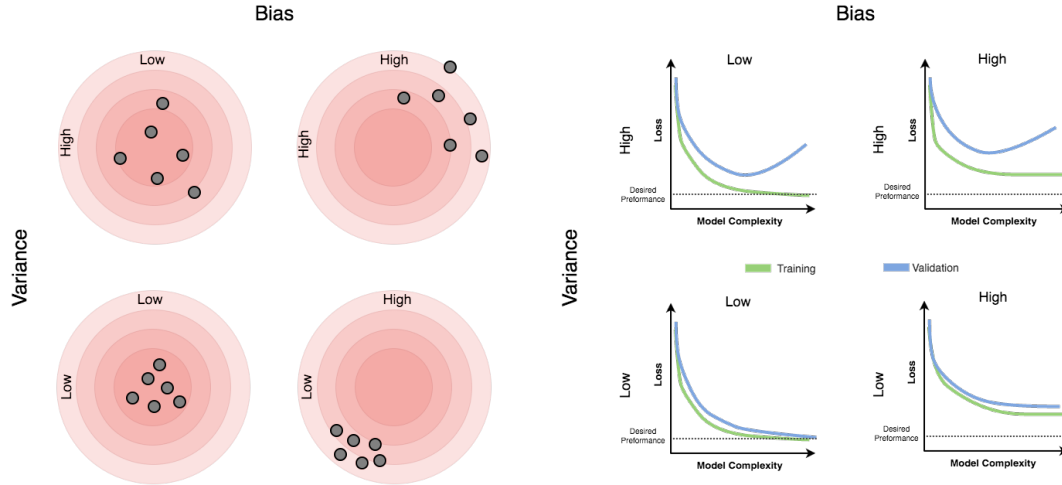 Bias
Low
High
High
High
Variance
Low
High
Low
Low
Bias
Low
High
High
Loss
Desired
Preformance
Model Complexity
High
Loss
Desired
Preformance
Model Complexity
Variance
Training
Validation
Low
High
Low
Loss
Desired
Preformance
Model Complexity
Low
Loss
Desired
Preformance
Model Complexity